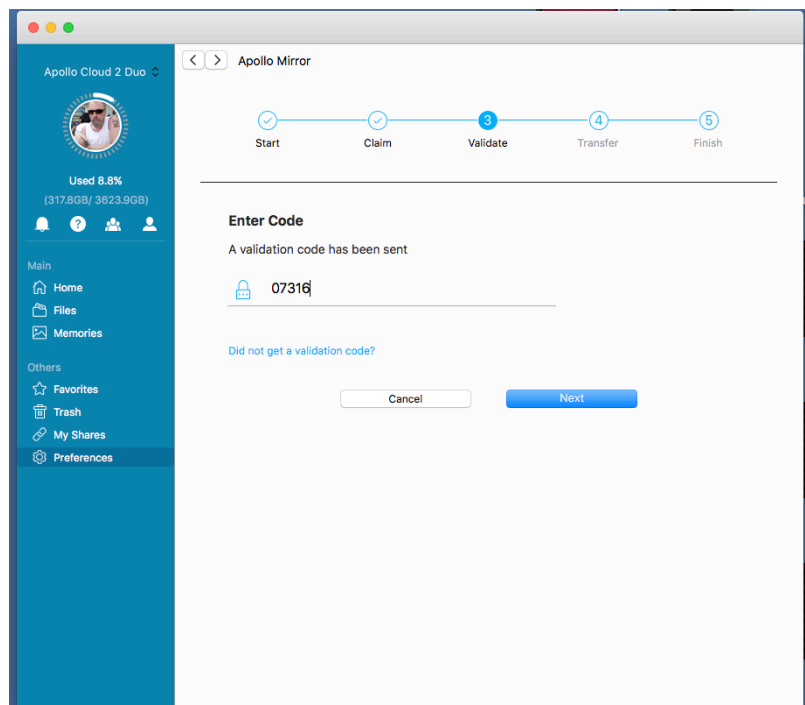 Apollo Mirror
Apollo Cloud 2 Duo
Used 8.8%
(317.8GB/ 3623.9GB)
Main
Home
Files
Memories
Others
Favorites
Trash
My Shares
Preferences
3
4
5
Start
Claim
Validate
Transfer
Finish
Enter Code
A validation code has been sent
07316
Did not get a validation code?
Cancel
Next